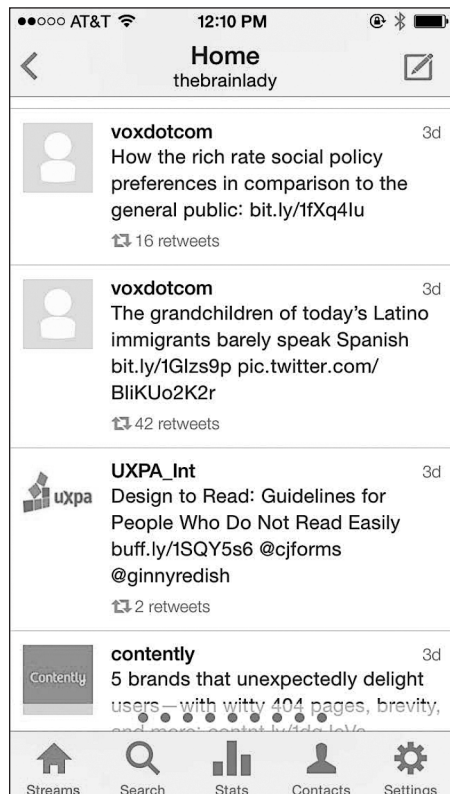 AT&T 12:10 PM
Home
thebrainlady
voxdotcom 3d
How the rich rate social policy
preferences in comparison to the
general public: bit.ly/1fXq4Iu
16 retweets
voxdotcom 3d
The grandchildren of today's Latino
immigrants barely speak Spanish
bit.ly/1GIzs9p pic.twitter.com/
BliKUo2K2r
42 retweets
UXPA_Int 3d
uxpa
Design to Read: Guidelines for
People Who Do Not Read Easily
buff.ly/1SQY5s6 @cjforms
@ginnyredish
2 retweets
contently 3d
Contently
5 brands that unexpectedly delight
users—with witty 404 pages, brevity,
and more:
Streams Search Stats Contacts Settings